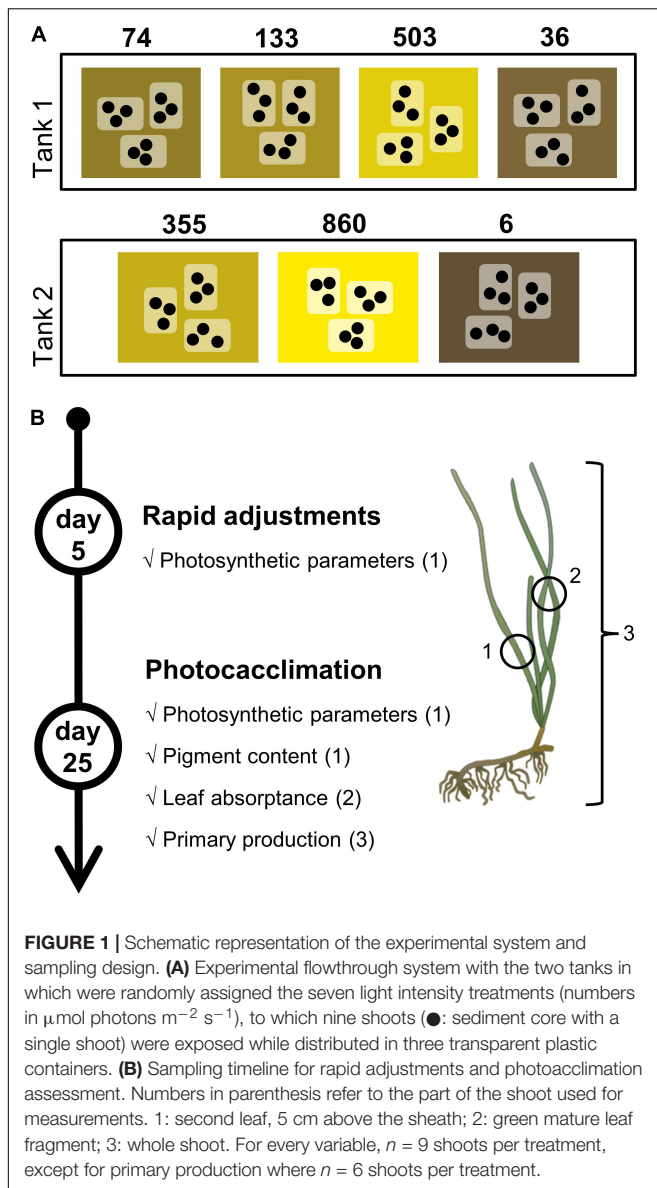 A
74 133 503 36
Tank 1
355 860 6
Tank 2
B
day
5
Rapid adjustments
√ Photosynthetic parameters (1)
day
25
Photocacclimation
√ Photosynthetic parameters (1)
√ Pigment content (1)
√ Leaf absorptance (2)
√ Primary production (3)
1
2
3
FIGURE 1 | Schematic representation of the experimental system and
sampling design. (A) Experimental flowthrough system with the two tanks in
which were randomly assigned the seven light intensity treatments (numbers
in μmol photons m⁻² s⁻¹), to which nine shoots (●: sediment core with a
single shoot) were exposed while distributed in three transparent plastic
containers. (B) Sampling timeline for rapid adjustments and photoacclimation
assessment. Numbers in parenthesis refer to the part of the shoot used for
measurements. 1: second leaf, 5 cm above the sheath; 2: green mature leaf
fragment; 3: whole shoot. For every variable, n = 9 shoots per treatment,
except for primary production where n = 6 shoots per treatment.